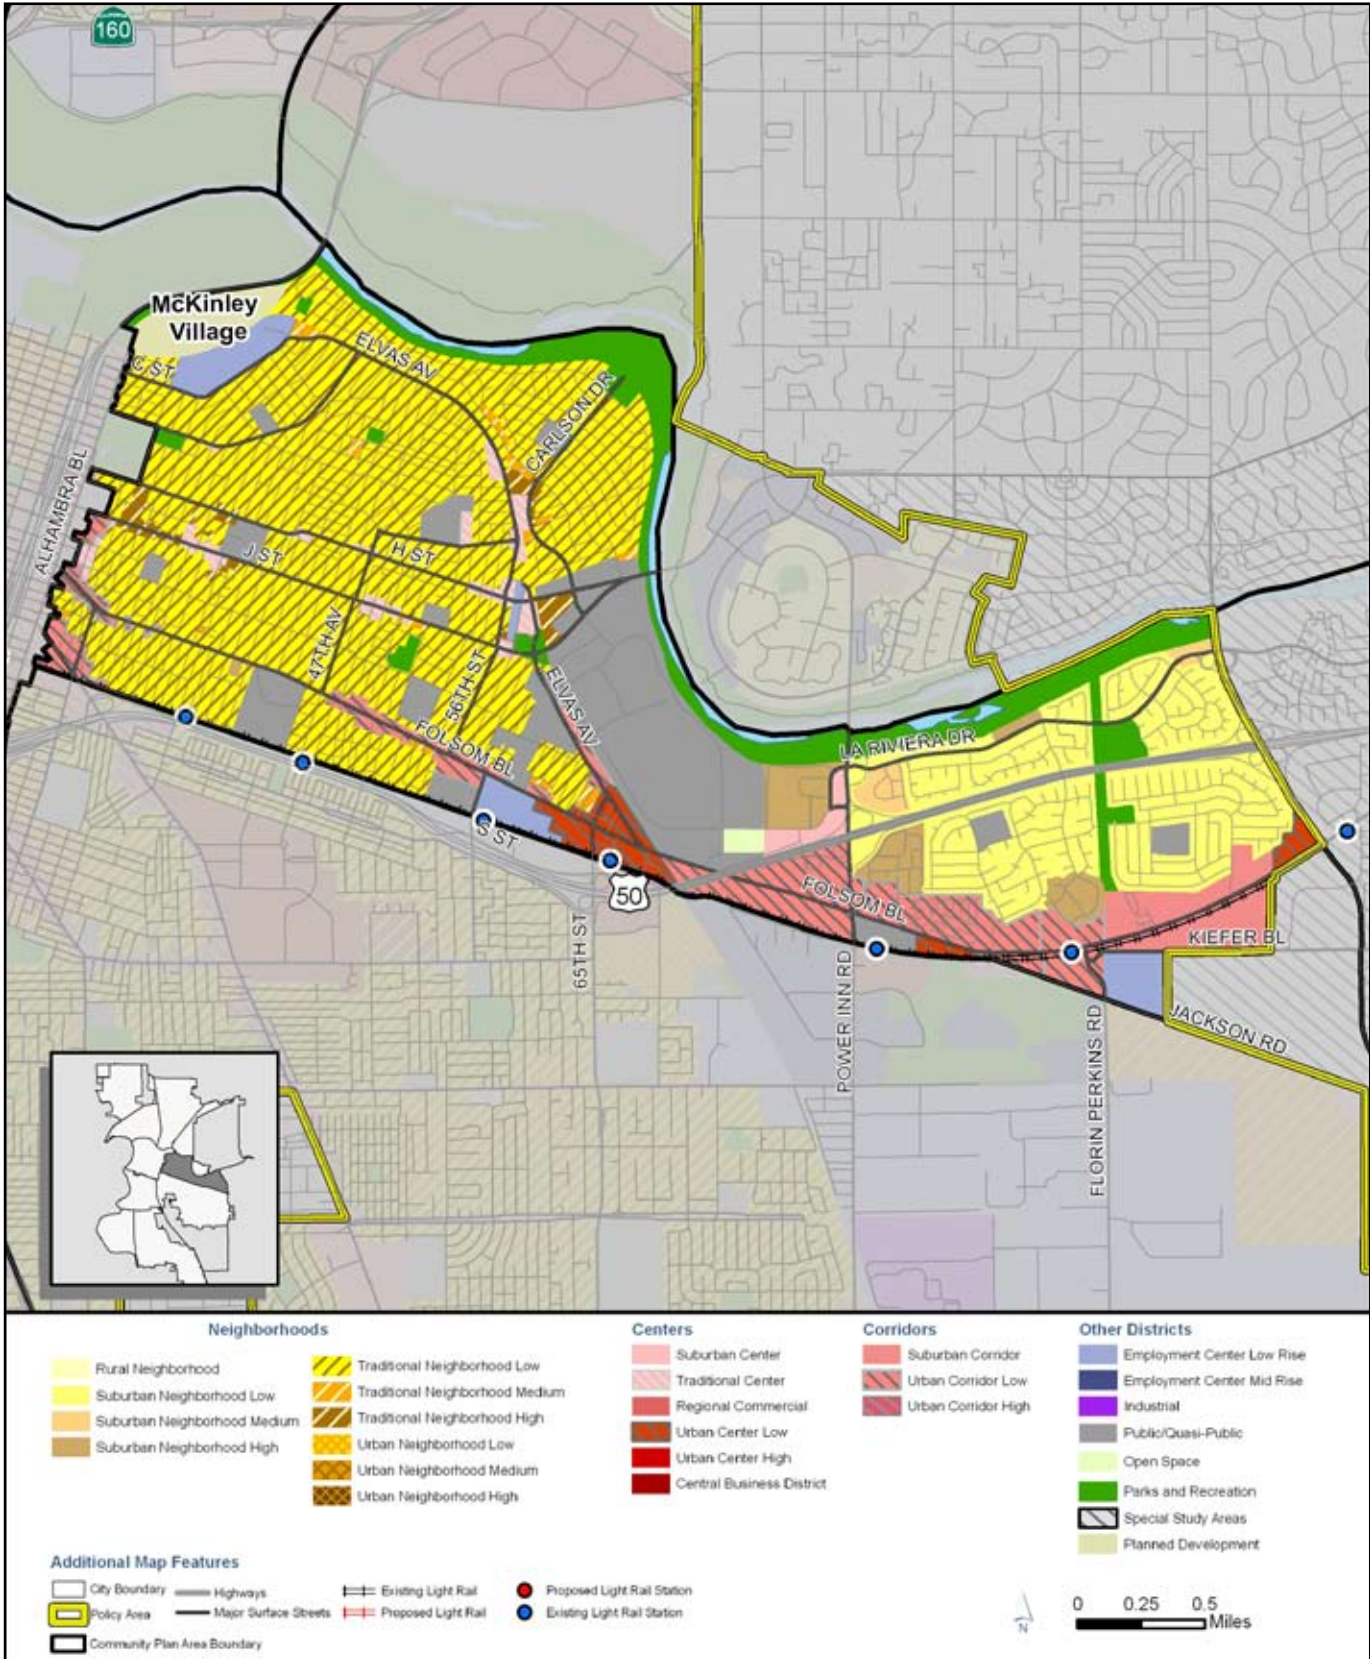 160
McKinley
Village
C ST
ELVAS AV
CARLSON DR
ALHAMBRA BL
J ST
H ST
47TH AV
56TH ST
ELVAS AV
FOLSOM BL
S ST
LA RIVIERA DR
50
65TH ST
FOLSOM BL
POWER INN RD
KIEFER BL
JACKSON RD
FLORIN PERKINS RD
Neighborhoods
Rural Neighborhood
Suburban Neighborhood Low
Suburban Neighborhood Medium
Suburban Neighborhood High
Traditional Neighborhood Low
Traditional Neighborhood Medium
Traditional Neighborhood High
Urban Neighborhood Low
Urban Neighborhood Medium
Urban Neighborhood High
Centers
Suburban Center
Traditional Center
Regional Commercial
Urban Center Low
Urban Center High
Central Business District
Corridors
Suburban Corridor
Urban Corridor Low
Urban Corridor High
Other Districts
Employment Center Low Rise
Employment Center Mid Rise
Industrial
Public/Quasi-Public
Open Space
Parks and Recreation
Special Study Areas
Planned Development
Additional Map Features
City Boundary
Policy Area
Community Plan Area Boundary
Highways
Major Surface Streets
Existing Light Rail
Proposed Light Rail
Proposed Light Rail Station
Existing Light Rail Station
N
0 0.25 0.5
Miles